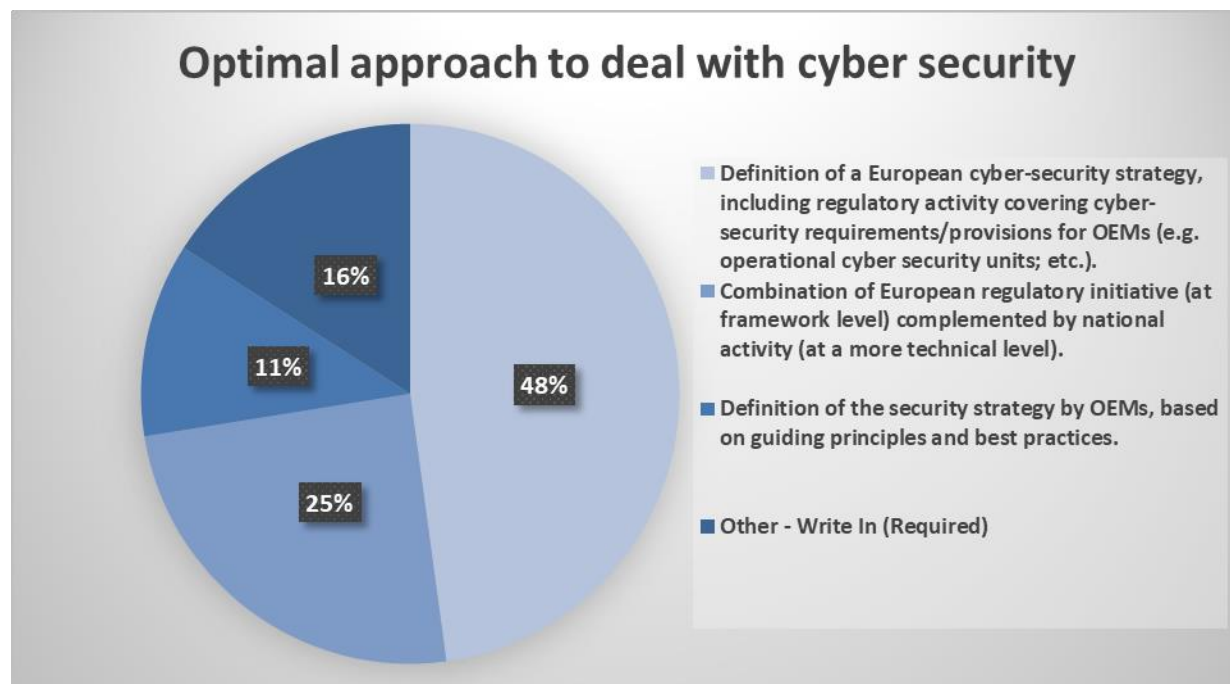 Optimal approach to deal with cyber security
16%
11%
48%
25%
Definition of a European cyber-security strategy,
including regulatory activity covering cyber-
security requirements/provisions for OEMs (e.g.
operational cyber security units; etc.).
Combination of European regulatory initiative (at
framework level) complemented by national
activity (at a more technical level).
Definition of the security strategy by OEMs, based
on guiding principles and best practices.
Other - Write In (Required)